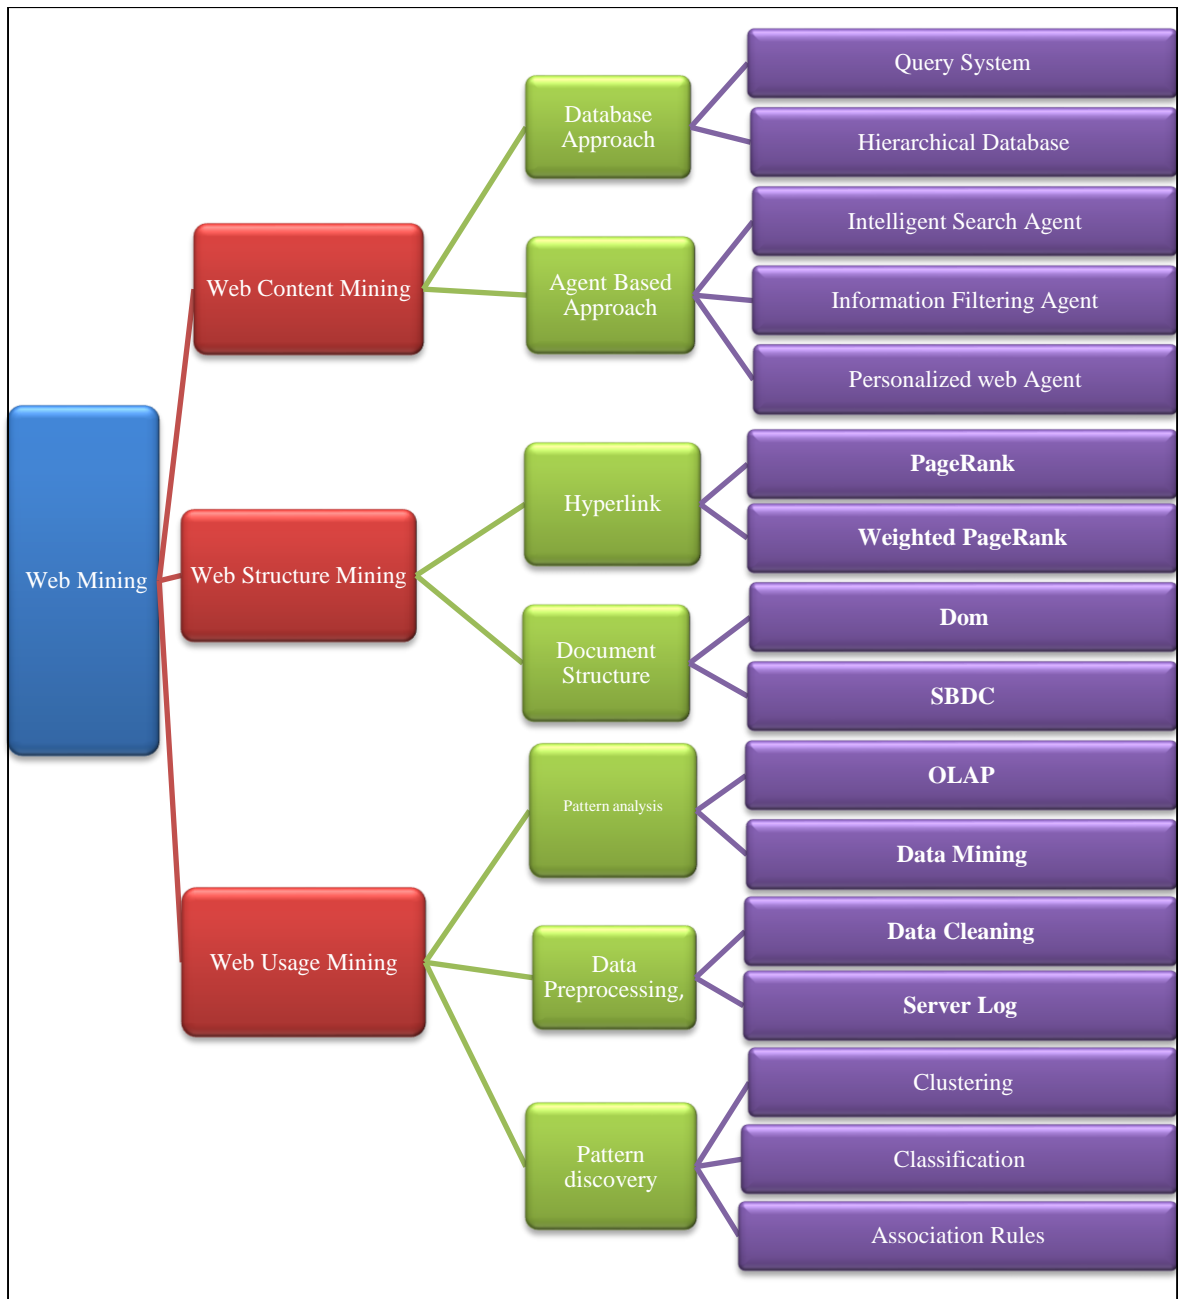 Web Mining
Web Content Mining
Database
Approach
Query System
Hierarchical Database
Agent Based
Approach
Intelligent Search Agent
Information Filtering Agent
Personalized web Agent
Web Structure Mining
Hyperlink
PageRank
Weighted PageRank
Document
Structure
Dom
SBDC
Web Usage Mining
Pattern analysis
OLAP
Data Mining
Data
Preprocessing,
Data Cleaning
Server Log
Pattern
discovery
Clustering
Classification
Association Rules